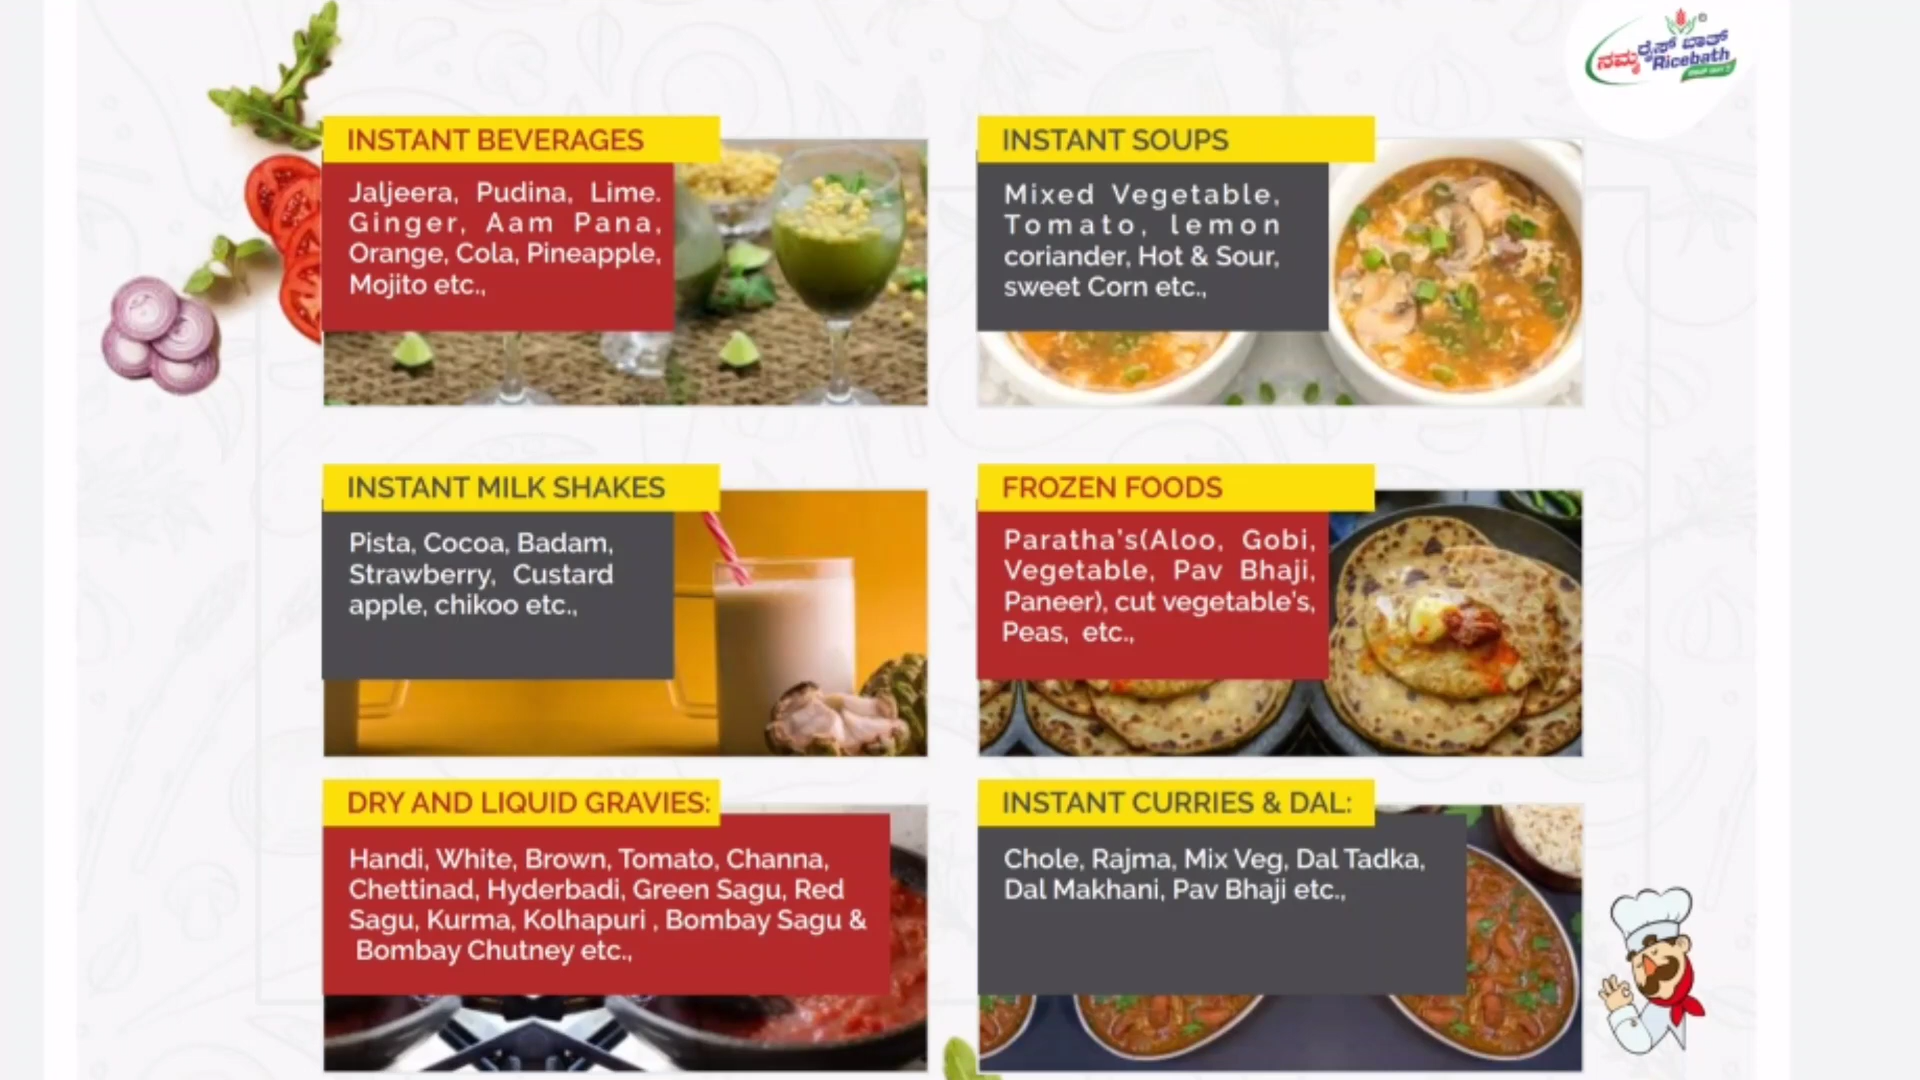 ನಮ್ಮ ರೈಸ್ ಬಾತ್
Ricebath
INSTANT BEVERAGES
Jaljeera, Pudina, Lime.
Ginger, Aam Pana,
Orange, Cola, Pineapple,
Mojito etc.,
INSTANT SOUPS
Mixed Vegetable,
Tomato, lemon
coriander, Hot & Sour,
sweet Corn etc.,
INSTANT MILK SHAKES
Pista, Cocoa, Badam,
Strawberry, Custard
apple, chikoo etc.,
FROZEN FOODS
Paratha's(Aloo, Gobi,
Vegetable, Pav Bhaji,
Paneer), cut vegetable's,
Peas, etc.,
DRY AND LIQUID GRAVIES:
Handi, White, Brown, Tomato, Channa,
Chettinad, Hyderbadi, Green Sagu, Red
Sagu, Kurma, Kolhapuri , Bombay Sagu &
Bombay Chutney etc.,
INSTANT CURRIES & DAL:
Chole, Rajma, Mix Veg, Dal Tadka,
Dal Makhani, Pav Bhaji etc.,